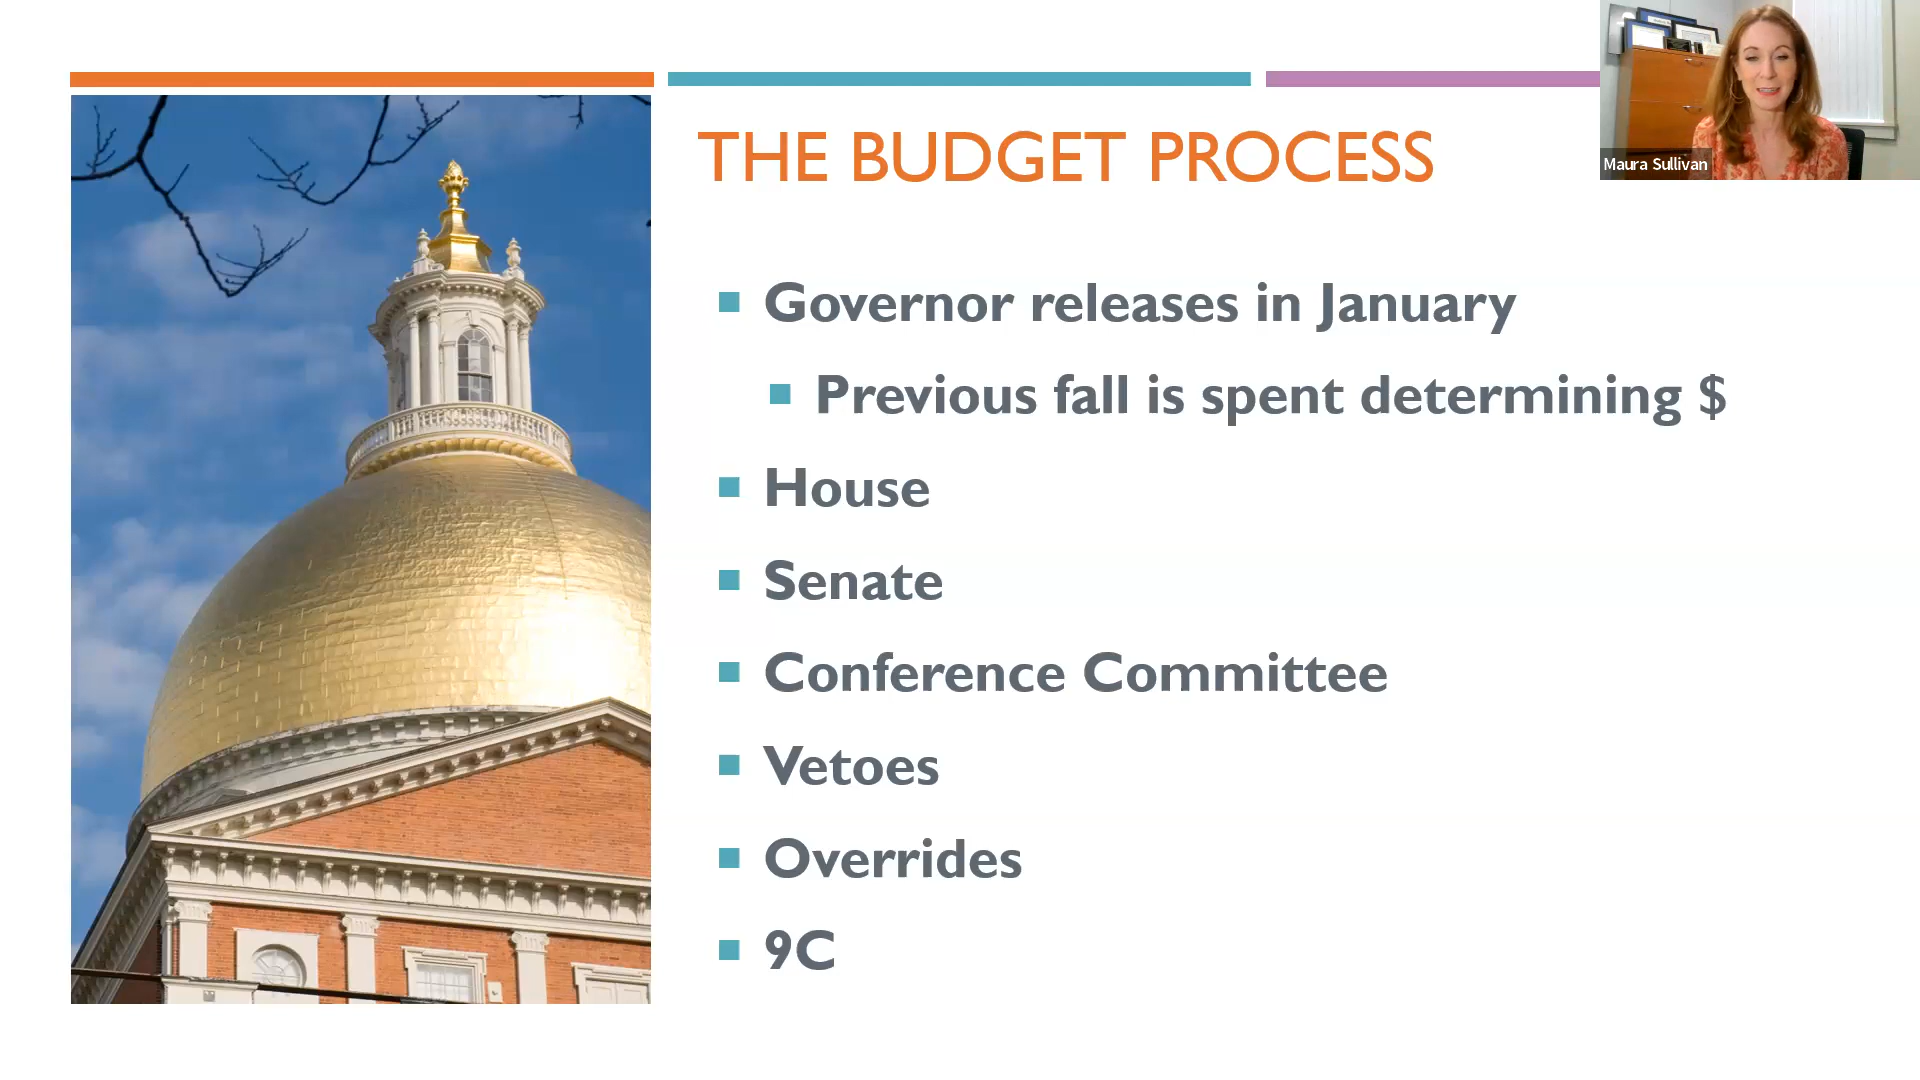 THE BUDGET PROCESS
Maura Sullivan
Governor releases in January
Previous fall is spent determining $
House
Senate
Conference Committee
Vetoes
Overrides
9C